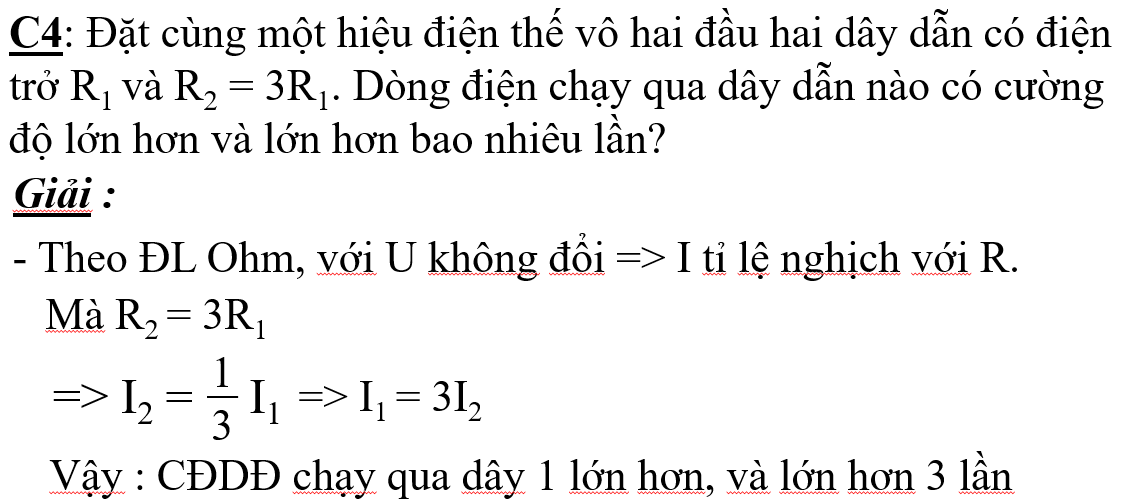 C4: Đặt cùng một hiệu điện thế vô hai đầu hai dây dẫn có điện
trở R₁ và R₂ = 3R₁. Dòng điện chạy qua dây dẫn nào có cường
độ lớn hơn và lớn hơn bao nhiêu lần?
Giải :
- Theo ĐL Ohm, với U không đổi => I tỉ lệ nghịch với R.
Mà R₂ = 3R₁
=> I₂ = 1/3 I₁ => I₁ = 3I₂
Vậy : CĐDĐ chạy qua dây 1 lớn hơn, và lớn hơn 3 lần